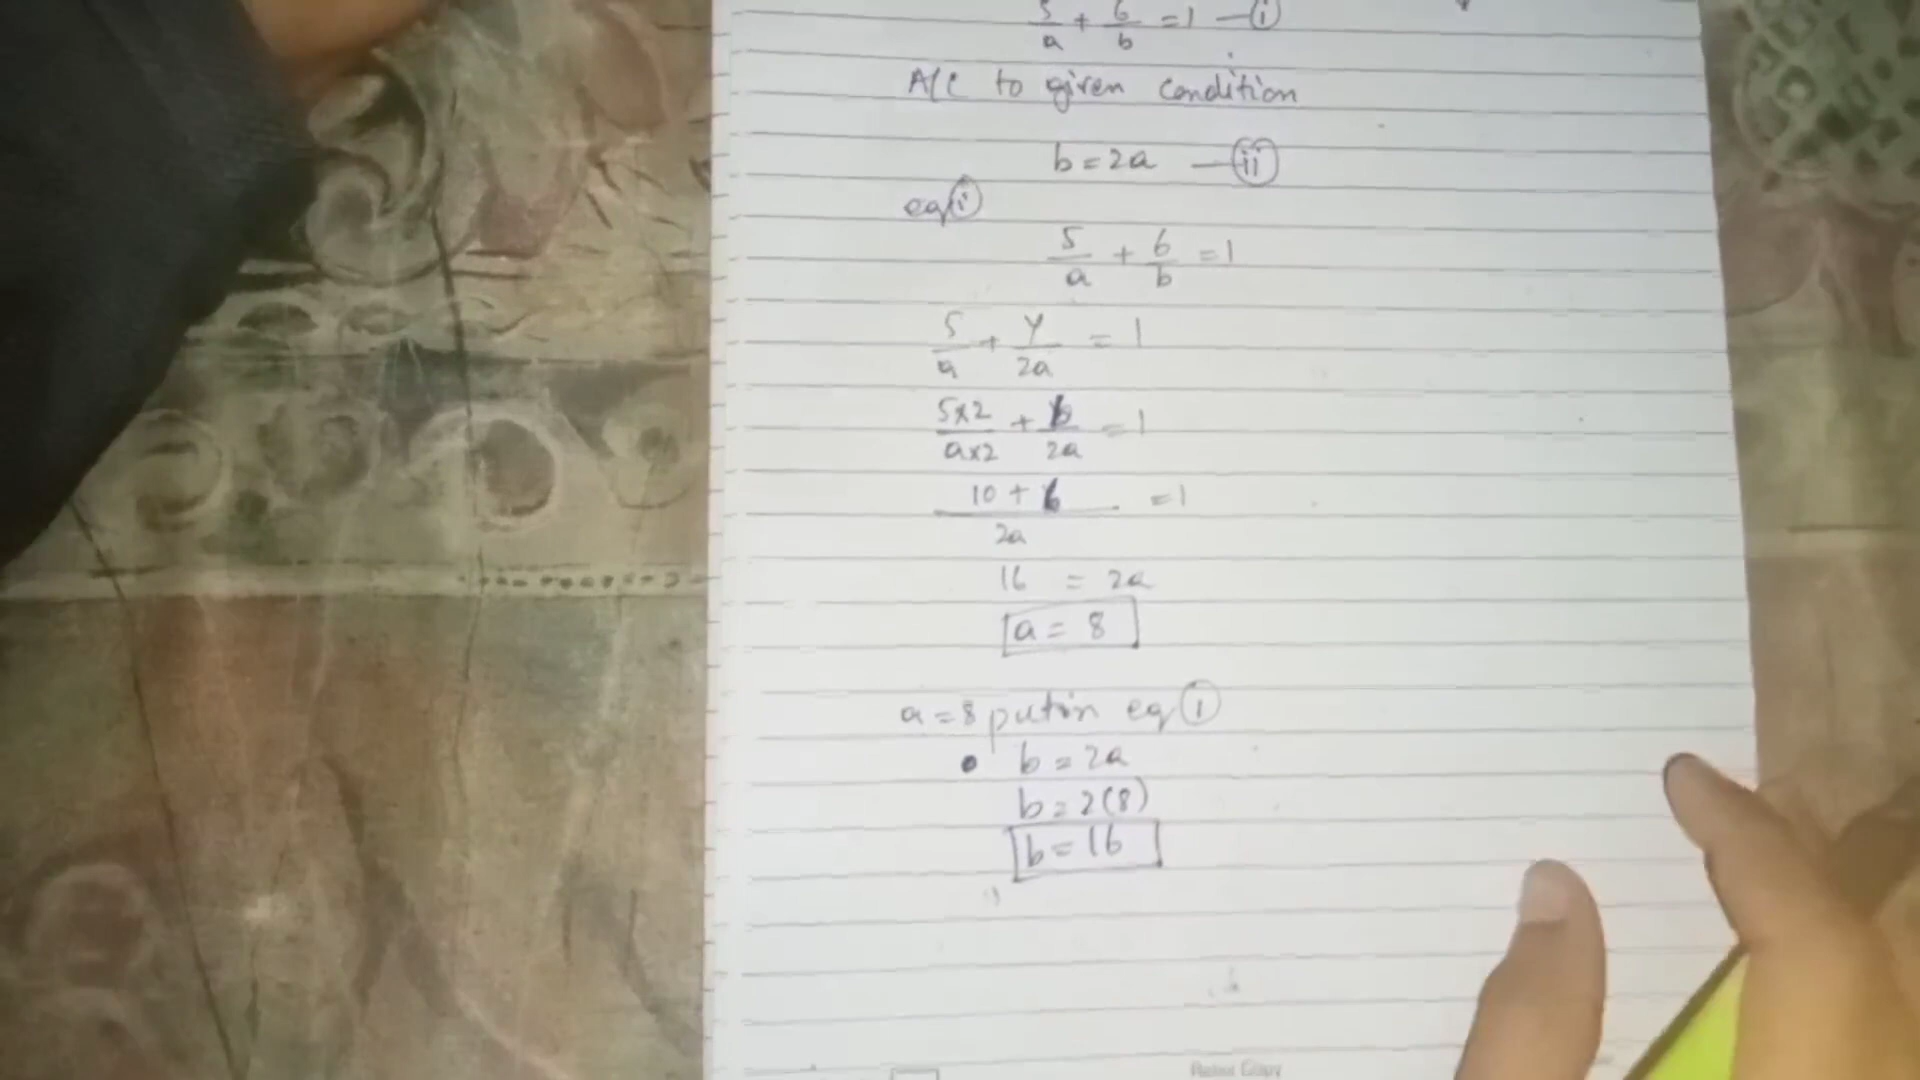 5/a + 6/b = 1 — (i)
A/C to given condition
b = 2a — (ii)
eq (i)
5/a + 6/b = 1
5/a + y/2a = 1
5x2/ax2 + 6/2a = 1
10 + 6/2a = 1
16 = 2a
a = 8
a = 8 put in eq (i)
b = 2a
b = 2(8)
b = 16